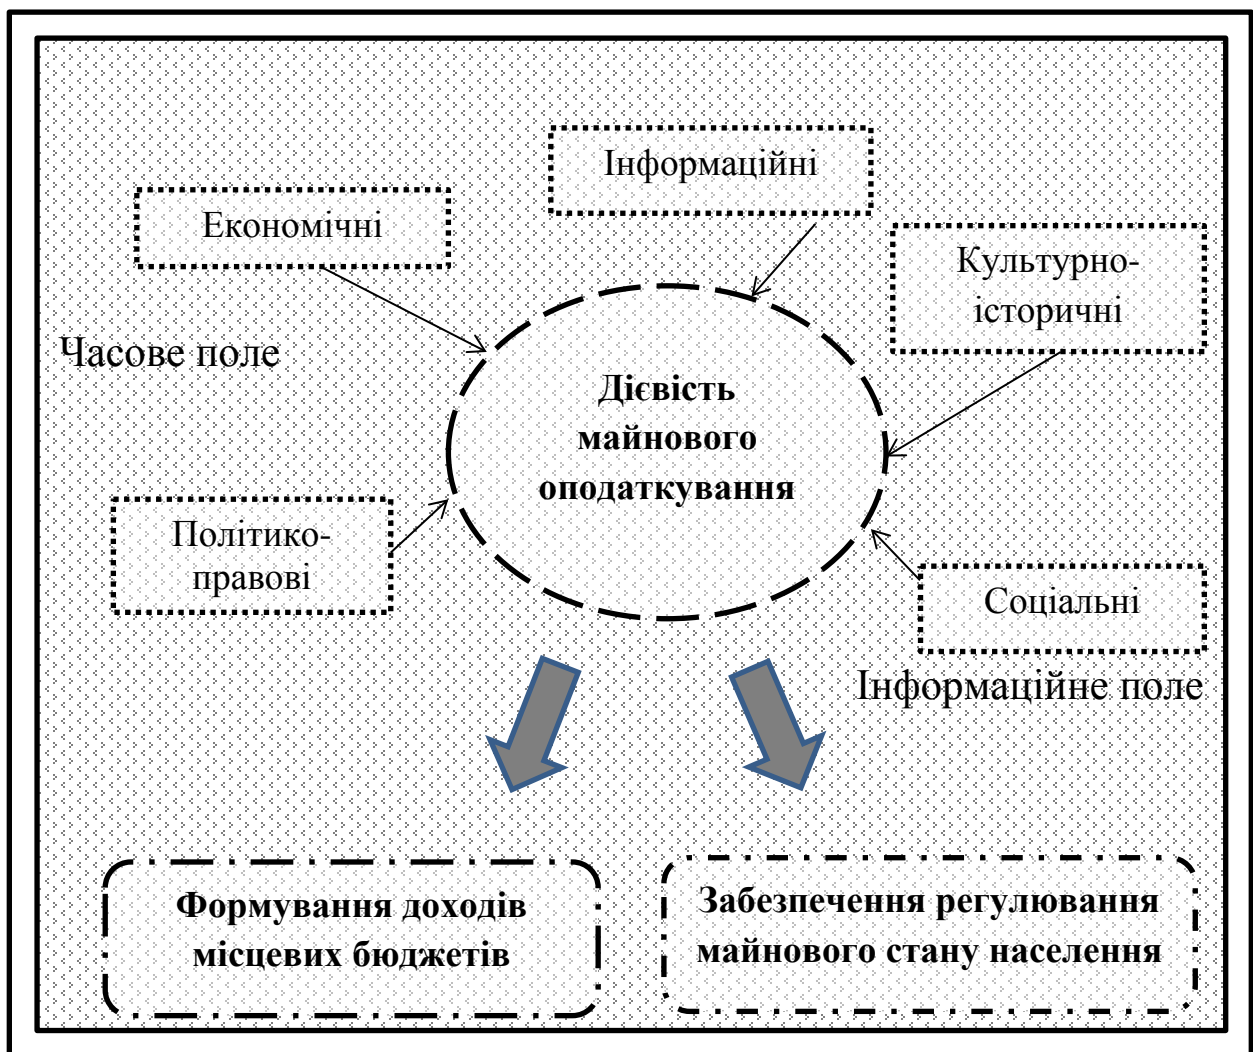 Інформаційні
Економічні
Культурно-
історичні
Часове поле
Дієвість
майнового
оподаткування
Політико-
правові
Соціальні
Інформаційне поле
Формування доходів
місцевих бюджетів
Забезпечення регулювання
майнового стану населення